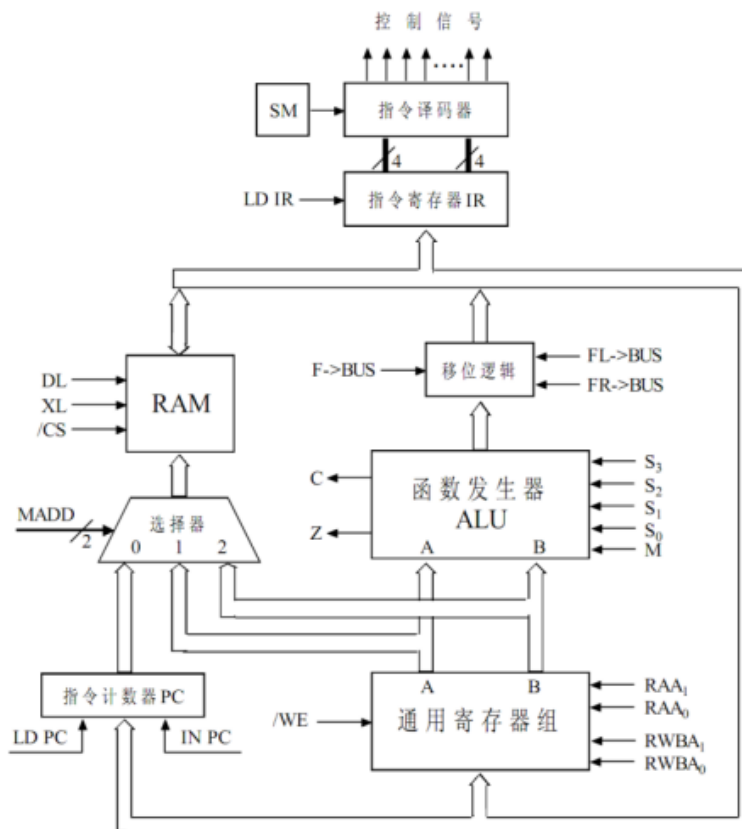 控 制 信 号
SM
指令译码器
4 4
LD IR
指令寄存器IR
F->BUS
移位逻辑
FL->BUS
FR->BUS
DL
XL
/CS
RAM
C
Z
函数发生器
ALU
A B
S₃
S₂
S₁
S₀
M
MADD
2
选择器
0 1 2
指令计数器PC
LD PC
IN PC
/WE
A B
通用寄存器组
RAA₁
RAA₀
RWBA₁
RWBA₀